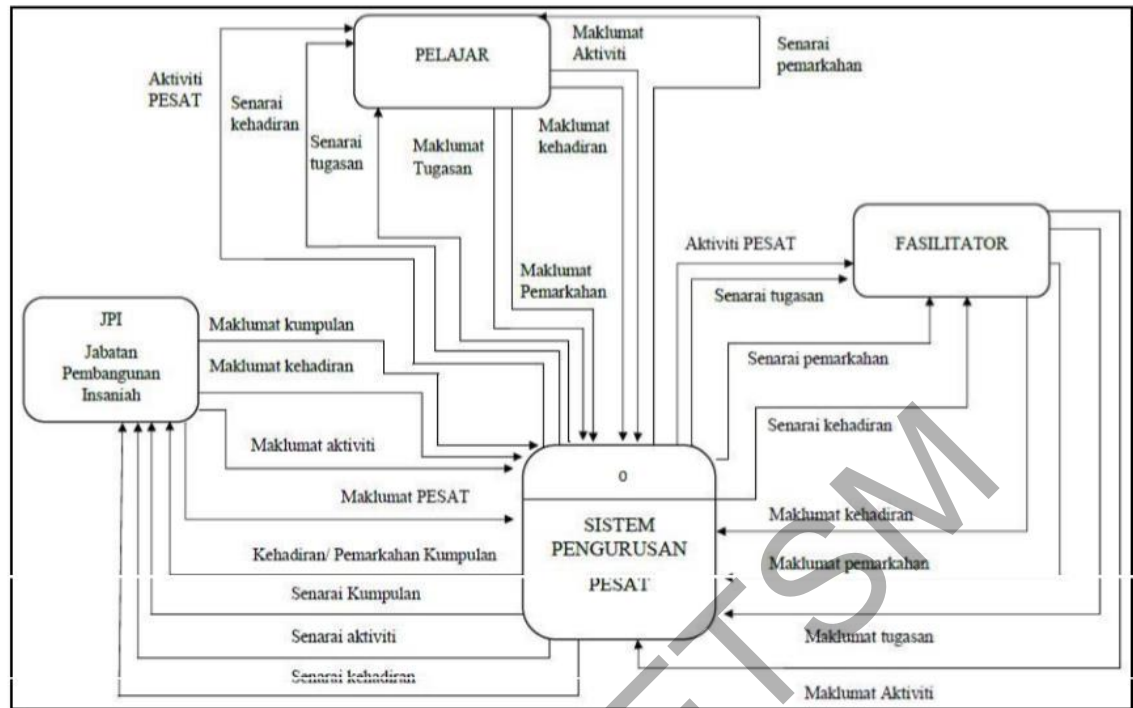 PELAJAR
Maklumat
Aktiviti
Senarai
pemarkahan
Aktiviti
PESAT
Senarai
kehadiran
Senarai
tugasan
Maklumat
Tugasan
Maklumat
kehadiran
Aktiviti PESAT
FASILITATOR
Maklumat
Pemarkahan
Senarai tugasan
JPI
Jabatan
Pembangunan
Insaniah
Maklumat kumpulan
Maklumat kehadiran
Senarai pemarkahan
Senarai kehadiran
Maklumat aktiviti
Maklumat PESAT
0
SISTEM
PENGURUSAN
PESAT
Maklumat kehadiran
Kehadiran/ Pemarkahan Kumpulan
Maklumat pemarkahan
Senarai Kumpulan
Senarai aktiviti
Maklumat tugasan
Senarai kehadiran
Maklumat Aktiviti
FTSM